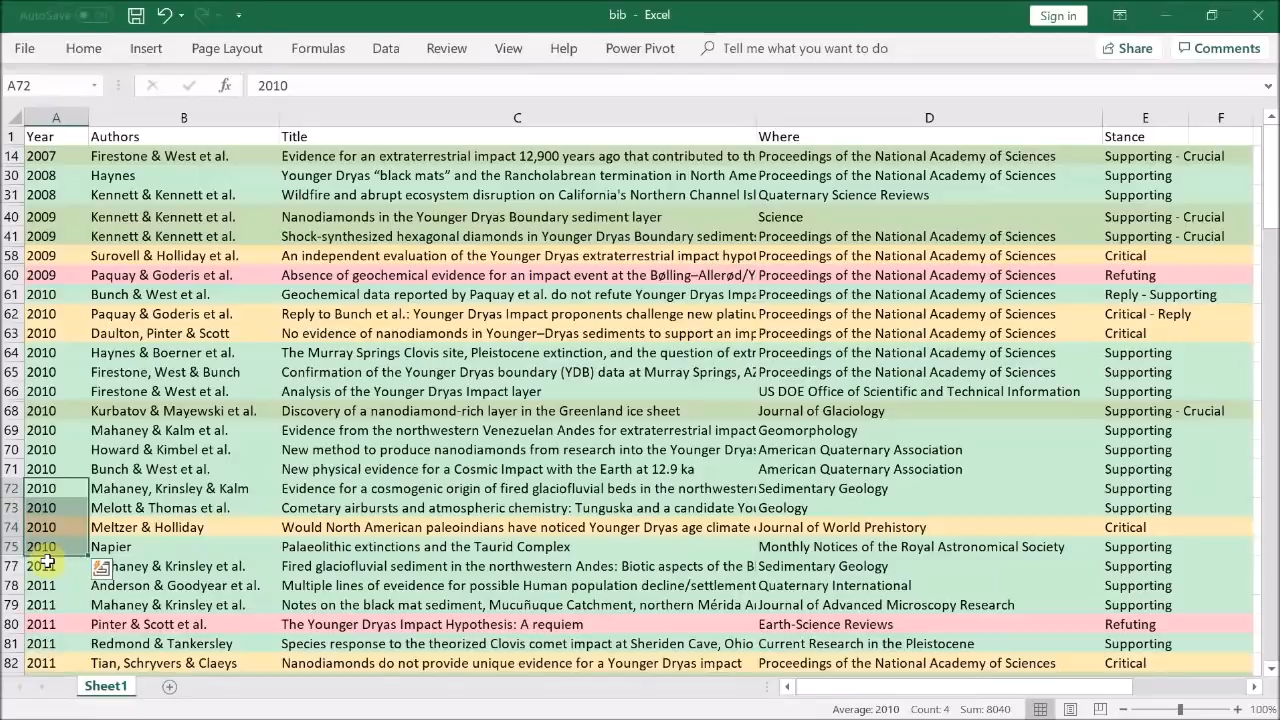 AutoSave Off bib - Excel Sign in
File Home Insert Page Layout Formulas Data Review View Help Power Pivot Tell me what you want to do Share Comments
A72 fx 2010
A B C D E F
1 Year Authors Title Where Stance
14 2007 Firestone & West et al. Evidence for an extraterrestrial impact 12,900 years ago that contributed to th Proceedings of the National Academy of Sciences Supporting - Crucial
30 2008 Haynes Younger Dryas “black mats” and the Rancholabrean termination in North Ame Proceedings of the National Academy of Sciences Supporting
31 2008 Kennett & Kennett et al. Wildfire and abrupt ecosystem disruption on California's Northern Channel Isl Quaternary Science Reviews Supporting
40 2009 Kennett & Kennett et al. Nanodiamonds in the Younger Dryas Boundary sediment layer Science Supporting - Crucial
41 2009 Kennett & Kennett et al. Shock-synthesized hexagonal diamonds in Younger Dryas Boundary sediments Proceedings of the National Academy of Sciences Supporting - Crucial
58 2009 Surovell & Holliday et al. An independent evaluation of the Younger Dryas extraterrestrial impact hypot Proceedings of the National Academy of Sciences Critical
60 2009 Paquay & Goderis et al. Absence of geochemical evidence for an impact event at the Bølling–Allerød/Y Proceedings of the National Academy of Sciences Refuting
61 2010 Bunch & West et al. Geochemical data reported by Paquay et al. do not refute Younger Dryas Impa Proceedings of the National Academy of Sciences Reply - Supporting
62 2010 Paquay & Goderis et al. Reply to Bunch et al.: Younger Dryas Impact proponents challenge new platinu Proceedings of the National Academy of Sciences Critical - Reply
63 2010 Daulton, Pinter & Scott No evidence of nanodiamonds in Younger–Dryas sediments to support an imp Proceedings of the National Academy of Sciences Critical
64 2010 Haynes & Boerner et al. The Murray Springs Clovis site, Pleistocene extinction, and the question of extr Proceedings of the National Academy of Sciences Supporting
65 2010 Firestone, West & Bunch Confirmation of the Younger Dryas boundary (YDB) data at Murray Springs, AZ Proceedings of the National Academy of Sciences Supporting
66 2010 Firestone & West et al. Analysis of the Younger Dryas Impact layer US DOE Office of Scientific and Technical Information Supporting
68 2010 Kurbatov & Mayewski et al. Discovery of a nanodiamond-rich layer in the Greenland ice sheet Journal of Glaciology Supporting - Crucial
69 2010 Mahaney & Kalm et al. Evidence from the northwestern Venezuelan Andes for extraterrestrial impact Geomorphology Supporting
70 2010 Howard & Kimbel et al. New method to produce nanodiamonds from research into the Younger Dryas American Quaternary Association Supporting
71 2010 Bunch & West et al. New physical evidence for a Cosmic Impact with the Earth at 12.9 ka American Quaternary Association Supporting
72 2010 Mahaney, Krinsley & Kalm Evidence for a cosmogenic origin of fired glaciofluvial beds in the northwestern Sedimentary Geology Supporting
73 2010 Melott & Thomas et al. Cometary airbursts and atmospheric chemistry: Tunguska and a candidate You Geology Supporting
74 2010 Meltzer & Holliday Would North American paleoindians have noticed Younger Dryas age climate Journal of World Prehistory Critical
75 2010 Napier Palaeolithic extinctions and the Taurid Complex Monthly Notices of the Royal Astronomical Society Supporting
77 haney & Krinsley et al. Fired glaciofluvial sediment in the northwestern Andes: Biotic aspects of the B Sedimentary Geology Supporting
78 2011 Anderson & Goodyear et al. Multiple lines of eveidence for possible Human population decline/settlement Quaternary International Supporting
79 2011 Mahaney & Krinsley et al. Notes on the black mat sediment, Mucuñuque Catchment, northern Mérida A Journal of Advanced Microscopy Research Supporting
80 2011 Pinter & Scott et al. The Younger Dryas Impact Hypothesis: A requiem Earth-Science Reviews Refuting
81 2011 Redmond & Tankersley Species response to the theorized Clovis comet impact at Sheriden Cave, Ohio Current Research in the Pleistocene Supporting
82 2011 Tian, Schryvers & Claeys Nanodiamonds do not provide unique evidence for a Younger Dryas impact Proceedings of the National Academy of Sciences Critical
Sheet1
Average: 2010 Count: 4 Sum: 8040 100%